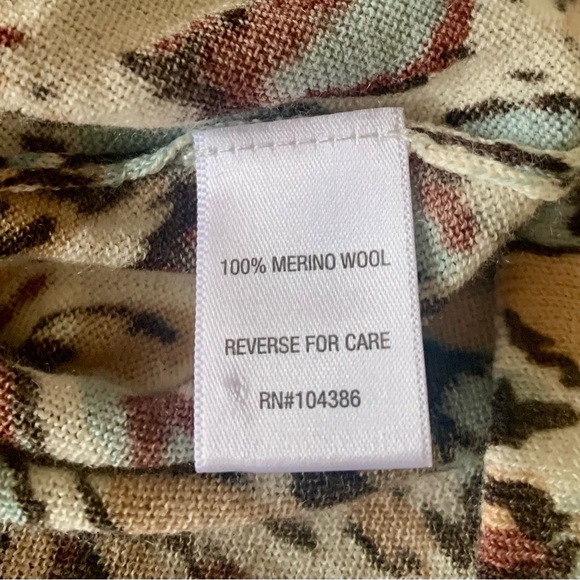 100% MERINO WOOL
REVERSE FOR CARE
RN#104386